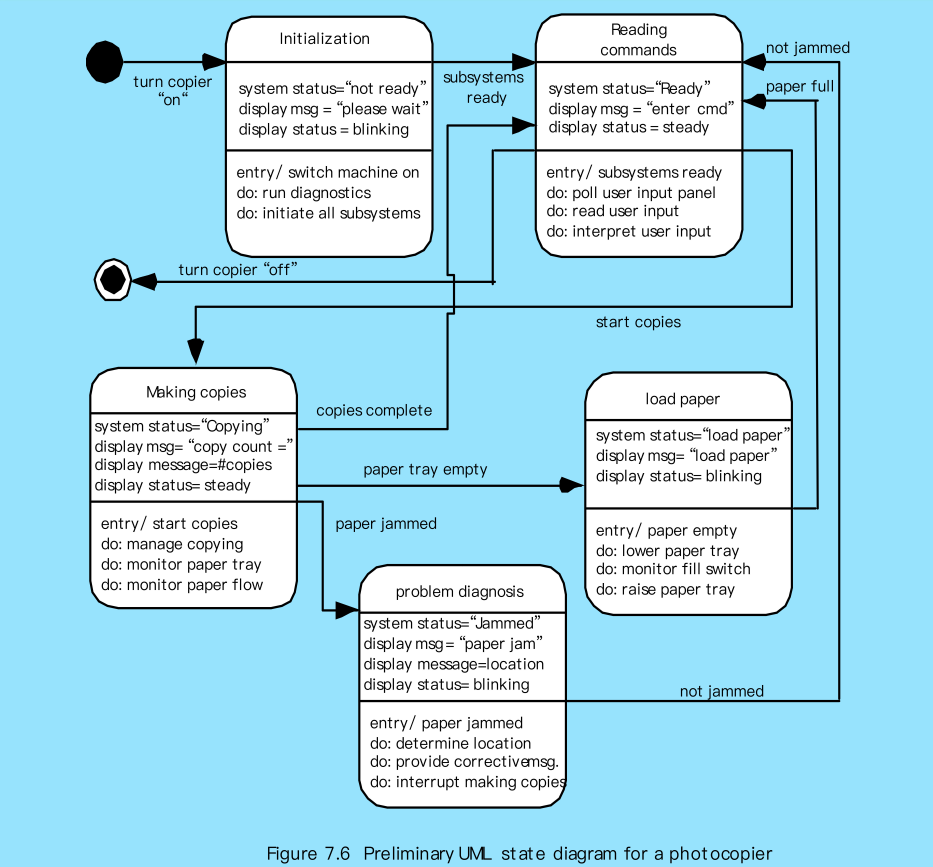 Initialization
system status=“not ready”
display msg = “please wait”
display status = blinking
entry/ switch machine on
do: run diagnostics
do: initiate all subsystems
turn copier
“on“
subsystems
ready
Reading
commands
system status=“Ready”
display msg = “enter cmd”
display status = steady
entry/ subsystems ready
do: poll user input panel
do: read user input
do: interpret user input
not jammed
paper full
turn copier “off”
start copies
Making copies
system status=“Copying”
display msg= “copy count =”
display message=#copies
display status= steady
entry/ start copies
do: manage copying
do: monitor paper tray
do: monitor paper flow
copies complete
paper tray empty
paper jammed
load paper
system status=“load paper”
display msg= “load paper”
display status= blinking
entry/ paper empty
do: lower paper tray
do: monitor fill switch
do: raise paper tray
problem diagnosis
system status=“Jammed”
display msg= “paper jam”
display message=location
display status= blinking
entry/ paper jammed
do: determine location
do: provide correctivemsg.
do: interrupt making copies
not jammed
Figure 7.6 Preliminary UML state diagram for a photocopier